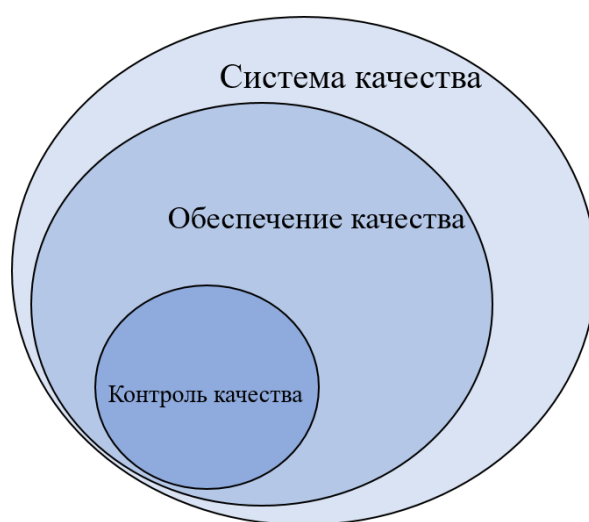 Система качества
Обеспечение качества
Контроль качества